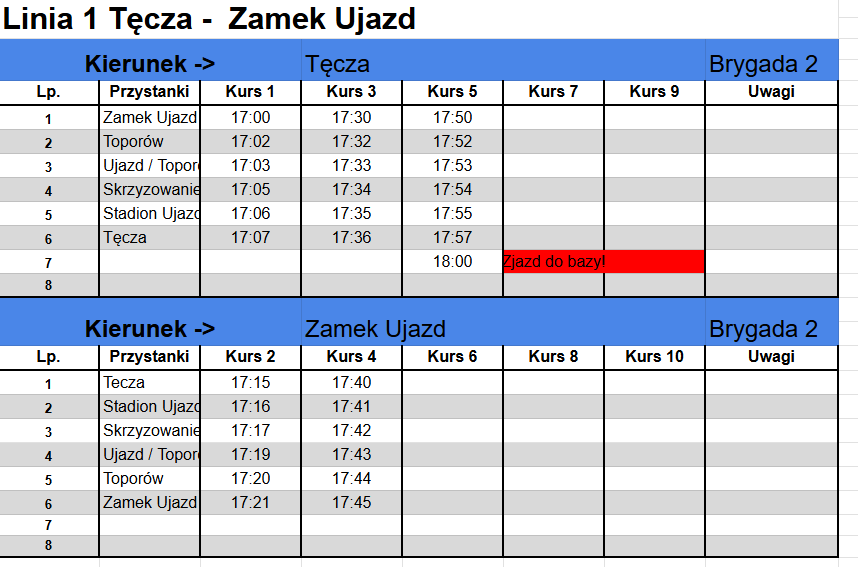 Linia 1 Tęcza - Zamek Ujazd
Kierunek -> Tęcza Brygada 2
Lp. Przystanki Kurs 1 Kurs 3 Kurs 5 Kurs 7 Kurs 9 Uwagi
1 Zamek Ujazd 17:00 17:30 17:50
2 Toporów 17:02 17:32 17:52
3 Ujazd / Topor 17:03 17:33 17:53
4 Skrzyzowanie 17:05 17:34 17:54
5 Stadion Ujazd 17:06 17:35 17:55
6 Tęcza 17:07 17:36 17:57
7 18:00 Zjazd do bazy!
8
Kierunek -> Zamek Ujazd Brygada 2
Lp. Przystanki Kurs 2 Kurs 4 Kurs 6 Kurs 8 Kurs 10 Uwagi
1 Tecza 17:15 17:40
2 Stadion Ujazd 17:16 17:41
3 Skrzyzowanie 17:17 17:42
4 Ujazd / Topor 17:19 17:43
5 Toporów 17:20 17:44
6 Zamek Ujazd 17:21 17:45
7
8